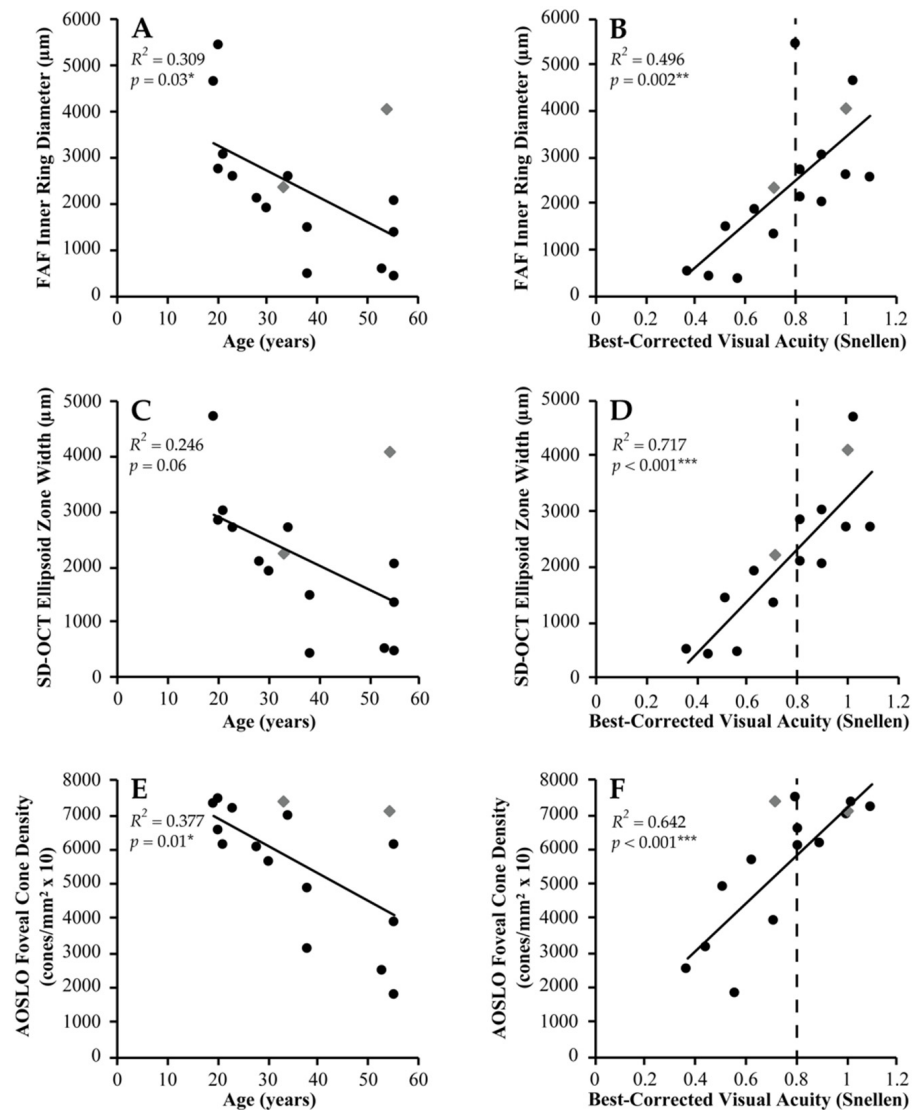 A
R² = 0.309
p = 0.03*
FAF Inner Ring Diameter (µm)
6000
5000
4000
3000
2000
1000
0
0 10 20 30 40 50 60
Age (years)
B
R² = 0.496
p = 0.002**
FAF Inner Ring Diameter (µm)
6000
5000
4000
3000
2000
1000
0
0 0.2 0.4 0.6 0.8 1 1.2
Best-Corrected Visual Acuity (Snellen)
C
R² = 0.246
p = 0.06
SD-OCT Ellipsoid Zone Width (µm)
5000
4000
3000
2000
1000
0
0 10 20 30 40 50 60
Age (years)
D
R² = 0.717
p < 0.001***
SD-OCT Ellipsoid Zone Width (µm)
5000
4000
3000
2000
1000
0
0 0.2 0.4 0.6 0.8 1 1.2
Best-Corrected Visual Acuity (Snellen)
E
R² = 0.377
p = 0.01*
AOSLO Foveal Cone Density
(cones/mm² x 10)
8000
7000
6000
5000
4000
3000
2000
1000
0
0 10 20 30 40 50 60
Age (years)
F
R² = 0.642
p < 0.001***
AOSLO Foveal Cone Density
(cones/mm² x 10)
8000
7000
6000
5000
4000
3000
2000
1000
0
0 0.2 0.4 0.6 0.8 1 1.2
Best-Corrected Visual Acuity (Snellen)